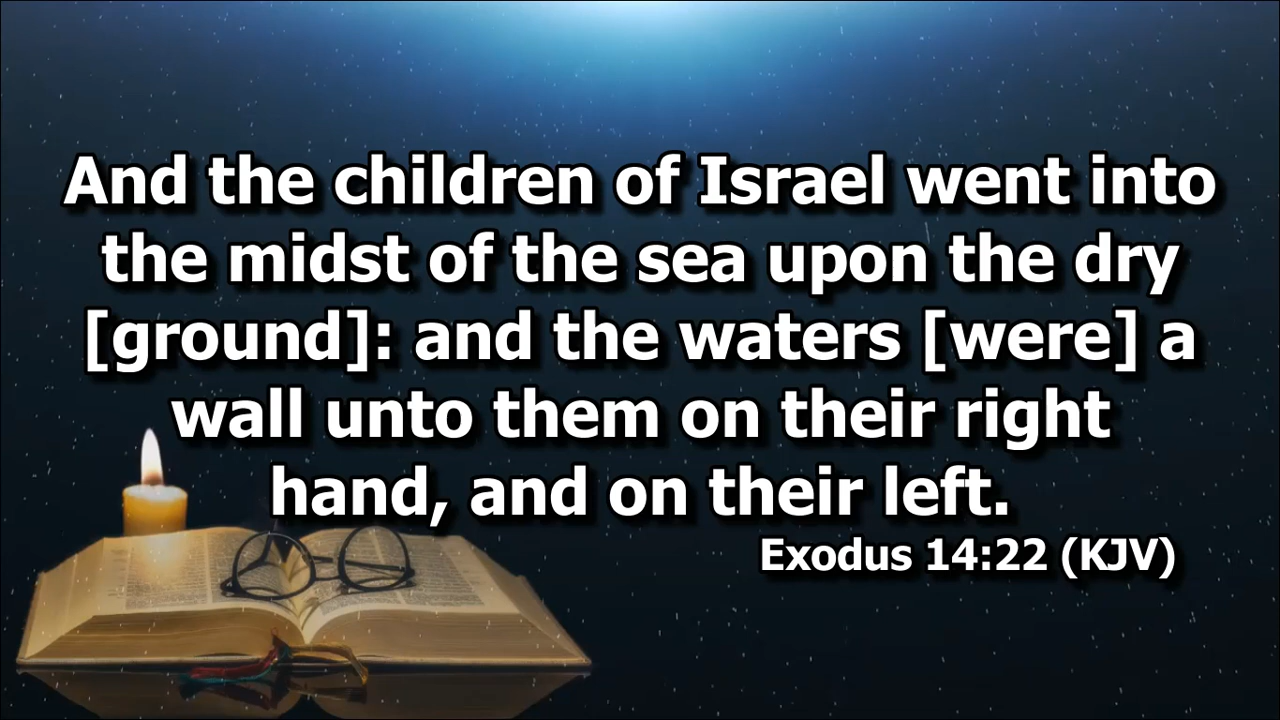 And the children of Israel went into
the midst of the sea upon the dry
[ground]: and the waters [were] a
wall unto them on their right
hand, and on their left.
Exodus 14:22 (KJV)